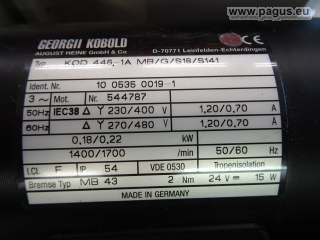 www.pagus.eu
GEORGII KOBOLD
AUGUST HEINE GmbH & Co
D-70771 Leinfelden-Echterdingen
Typ KOD 446-1A MB/G/S18/S141
Ident. Nr. 10 0535 0019-1
3 ~ Mot. Nr. 544787
50Hz IEC38 Δ Y 230/400 V 1,20/0,70 A
60Hz Δ Y 270/480 V 1,20/0,70 A
0,18/0,22 kW
1400/1700 /min 50/60 Hz
LCL F IP 54 VDE 0530 Tropenisolation
Bremse Typ MB 43 2 Nm 24 V 15 W
MADE IN GERMANY